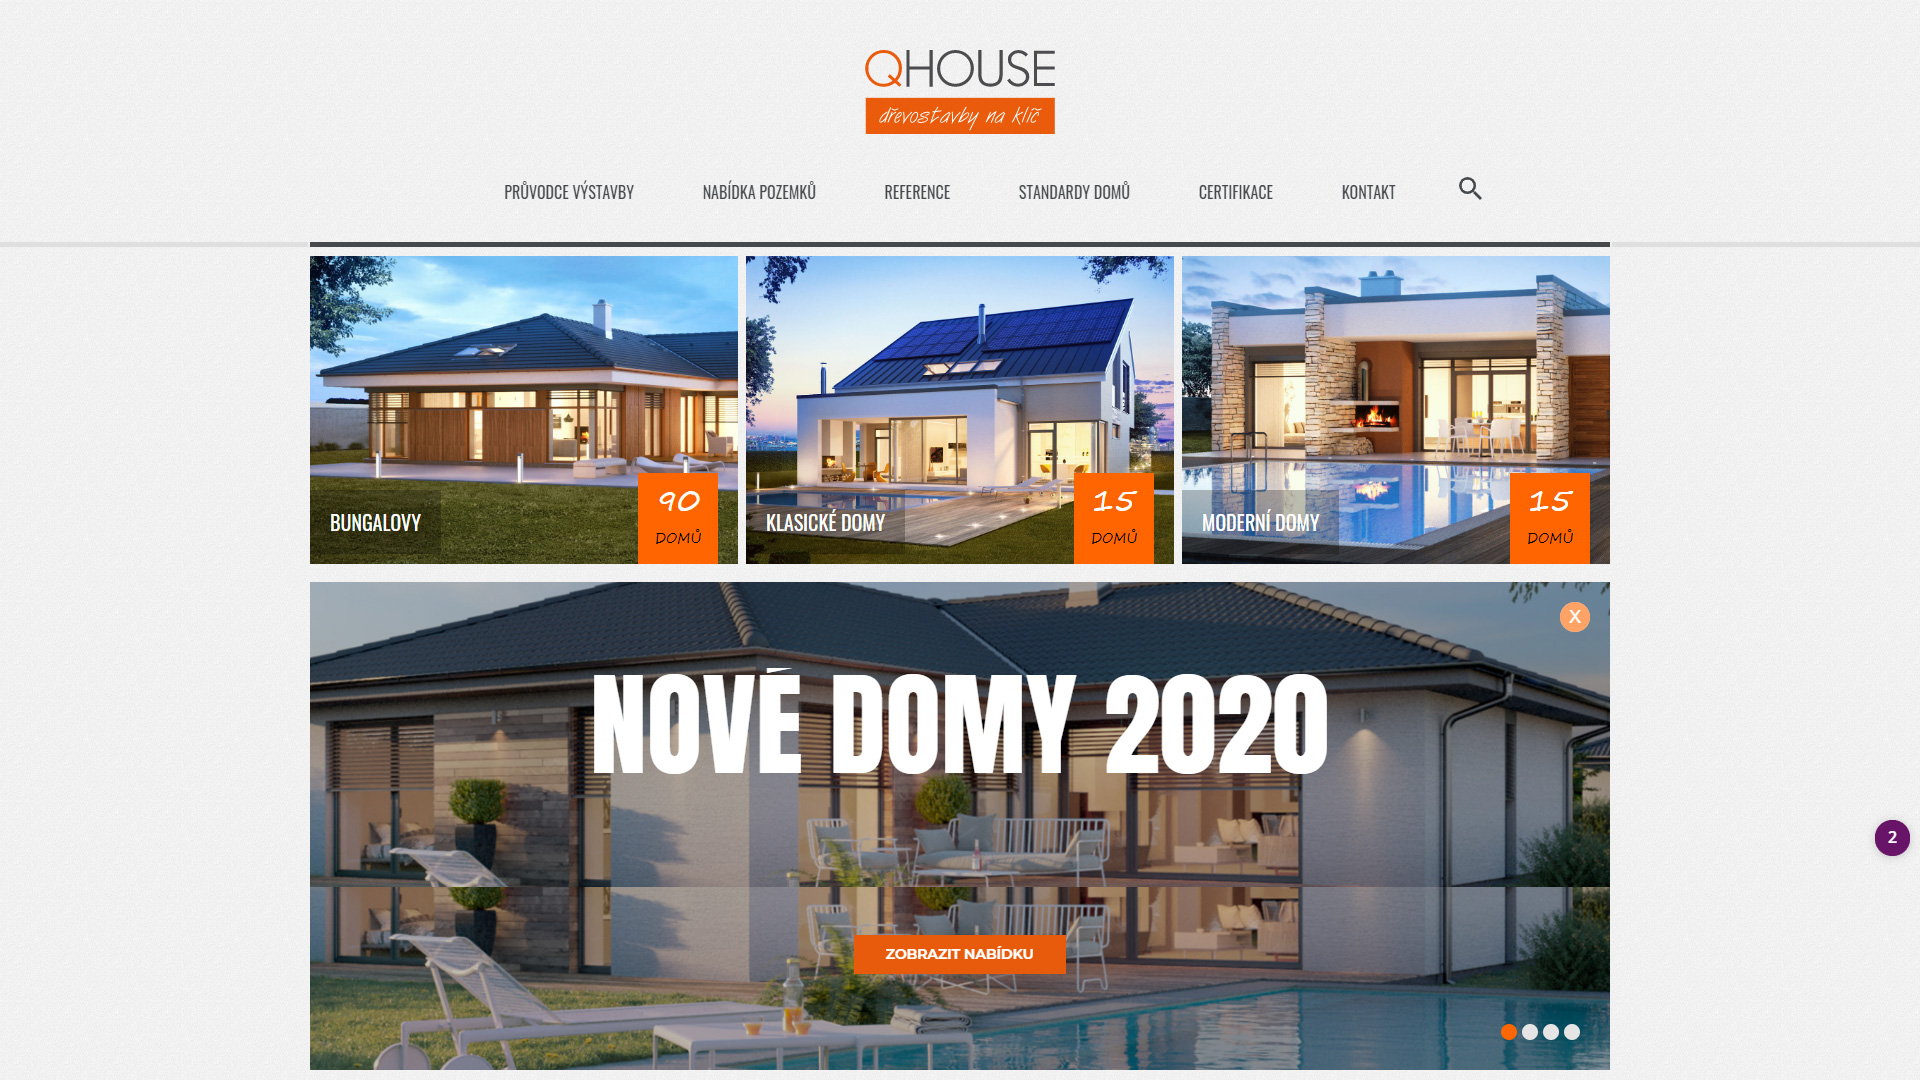 QHOUSE
dřevostavby na klíč
PRŮVODCE VÝSTAVBY NABÍDKA POZEMKŮ REFERENCE STANDARDY DOMŮ CERTIFIKACE KONTAKT
BUNGALOVY
90
DOMŮ
KLASICKÉ DOMY
15
DOMŮ
MODERNÍ DOMY
15
DOMŮ
X
NOVÉ DOMY 2020
2
ZOBRAZIT NABÍDKU